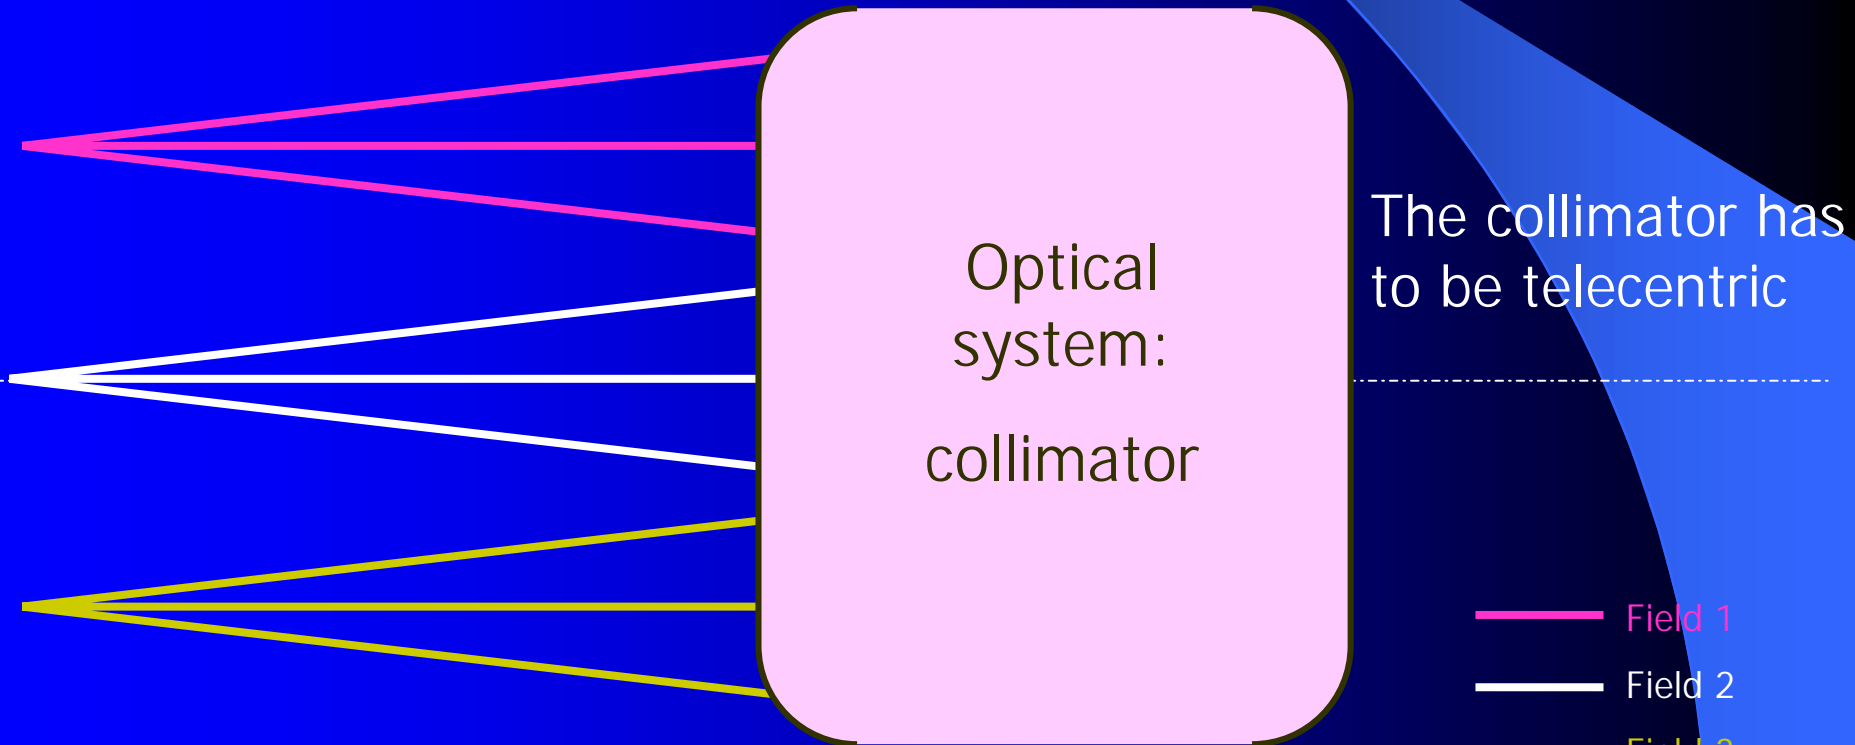 Optical
system:
collimator
The collimator has
to be telecentric
Field 1
Field 2